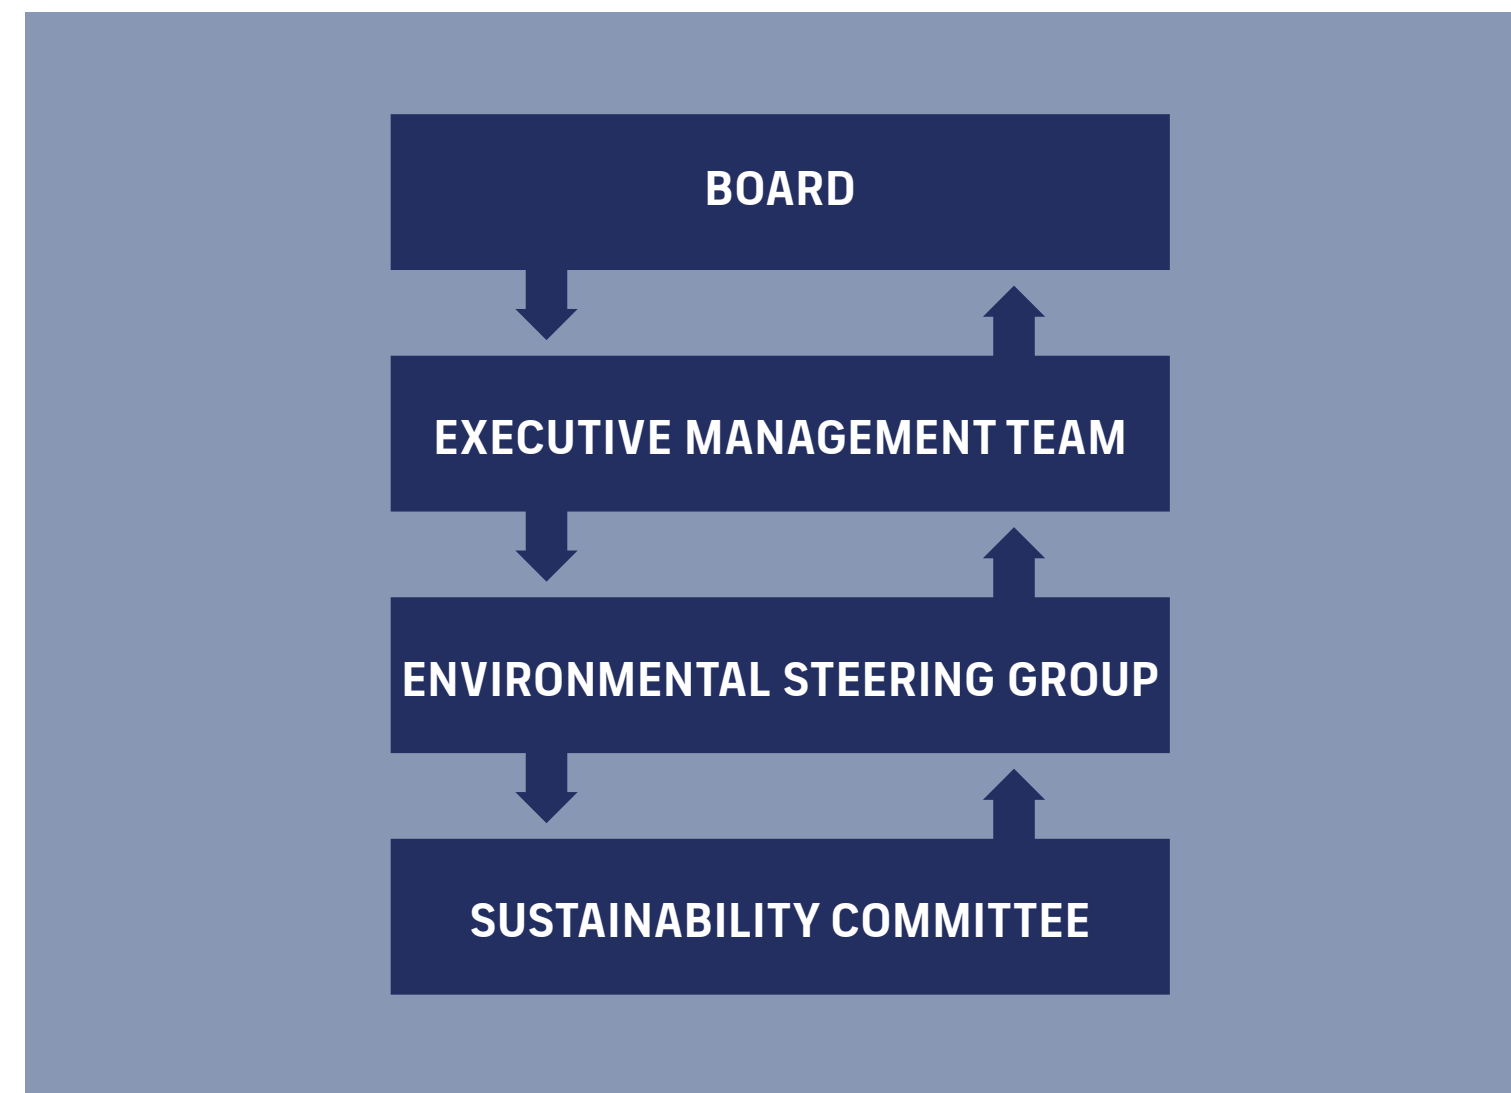 BOARD
EXECUTIVE MANAGEMENT TEAM
ENVIRONMENTAL STEERING GROUP
SUSTAINABILITY COMMITTEE